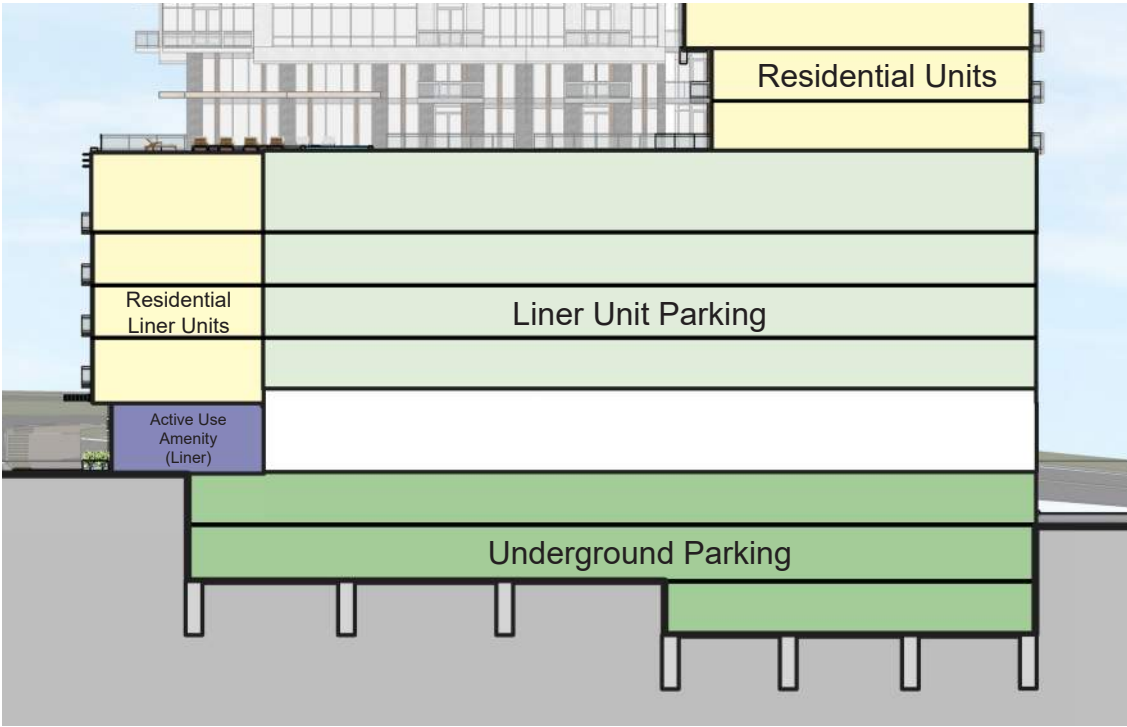 Residential Units
Residential
Liner Units
Liner Unit Parking
Active Use
Amenity
(Liner)
Underground Parking